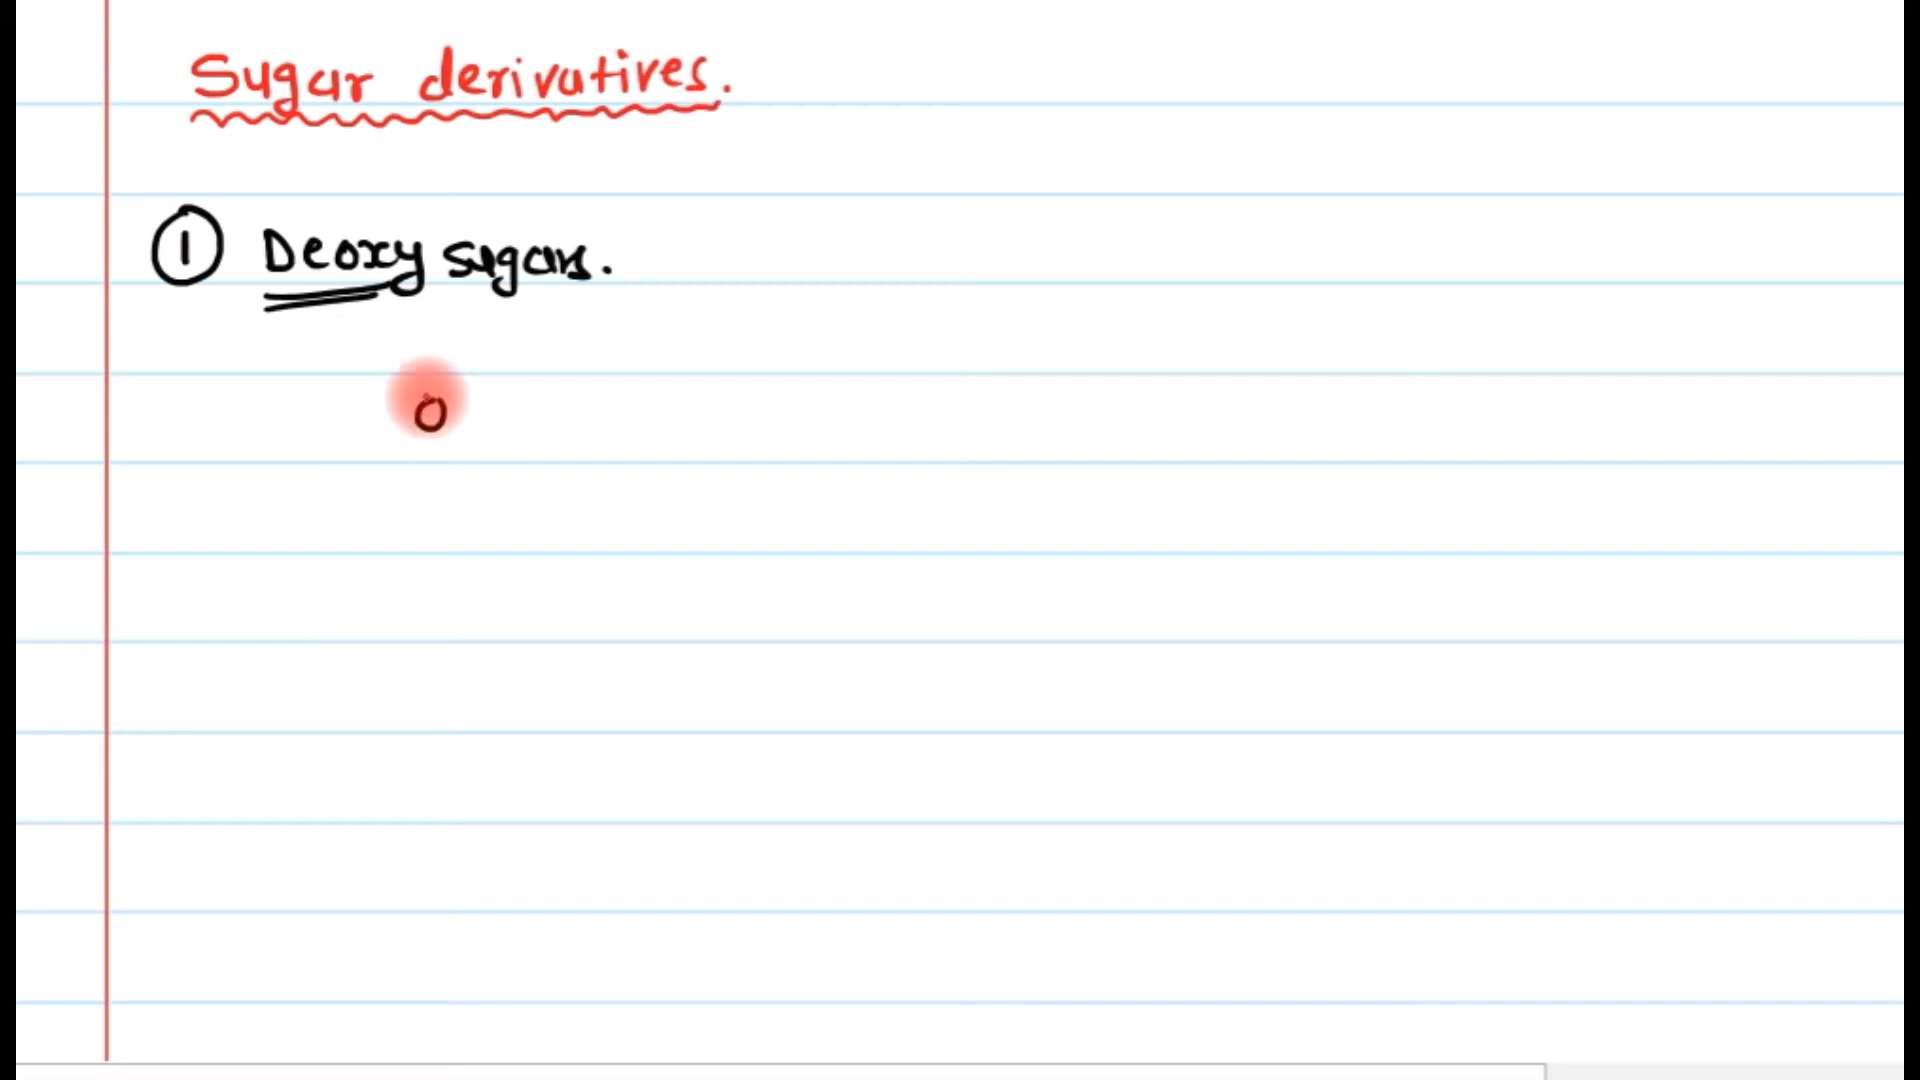 Sugar derivatives.
① Deoxy sugars.
O